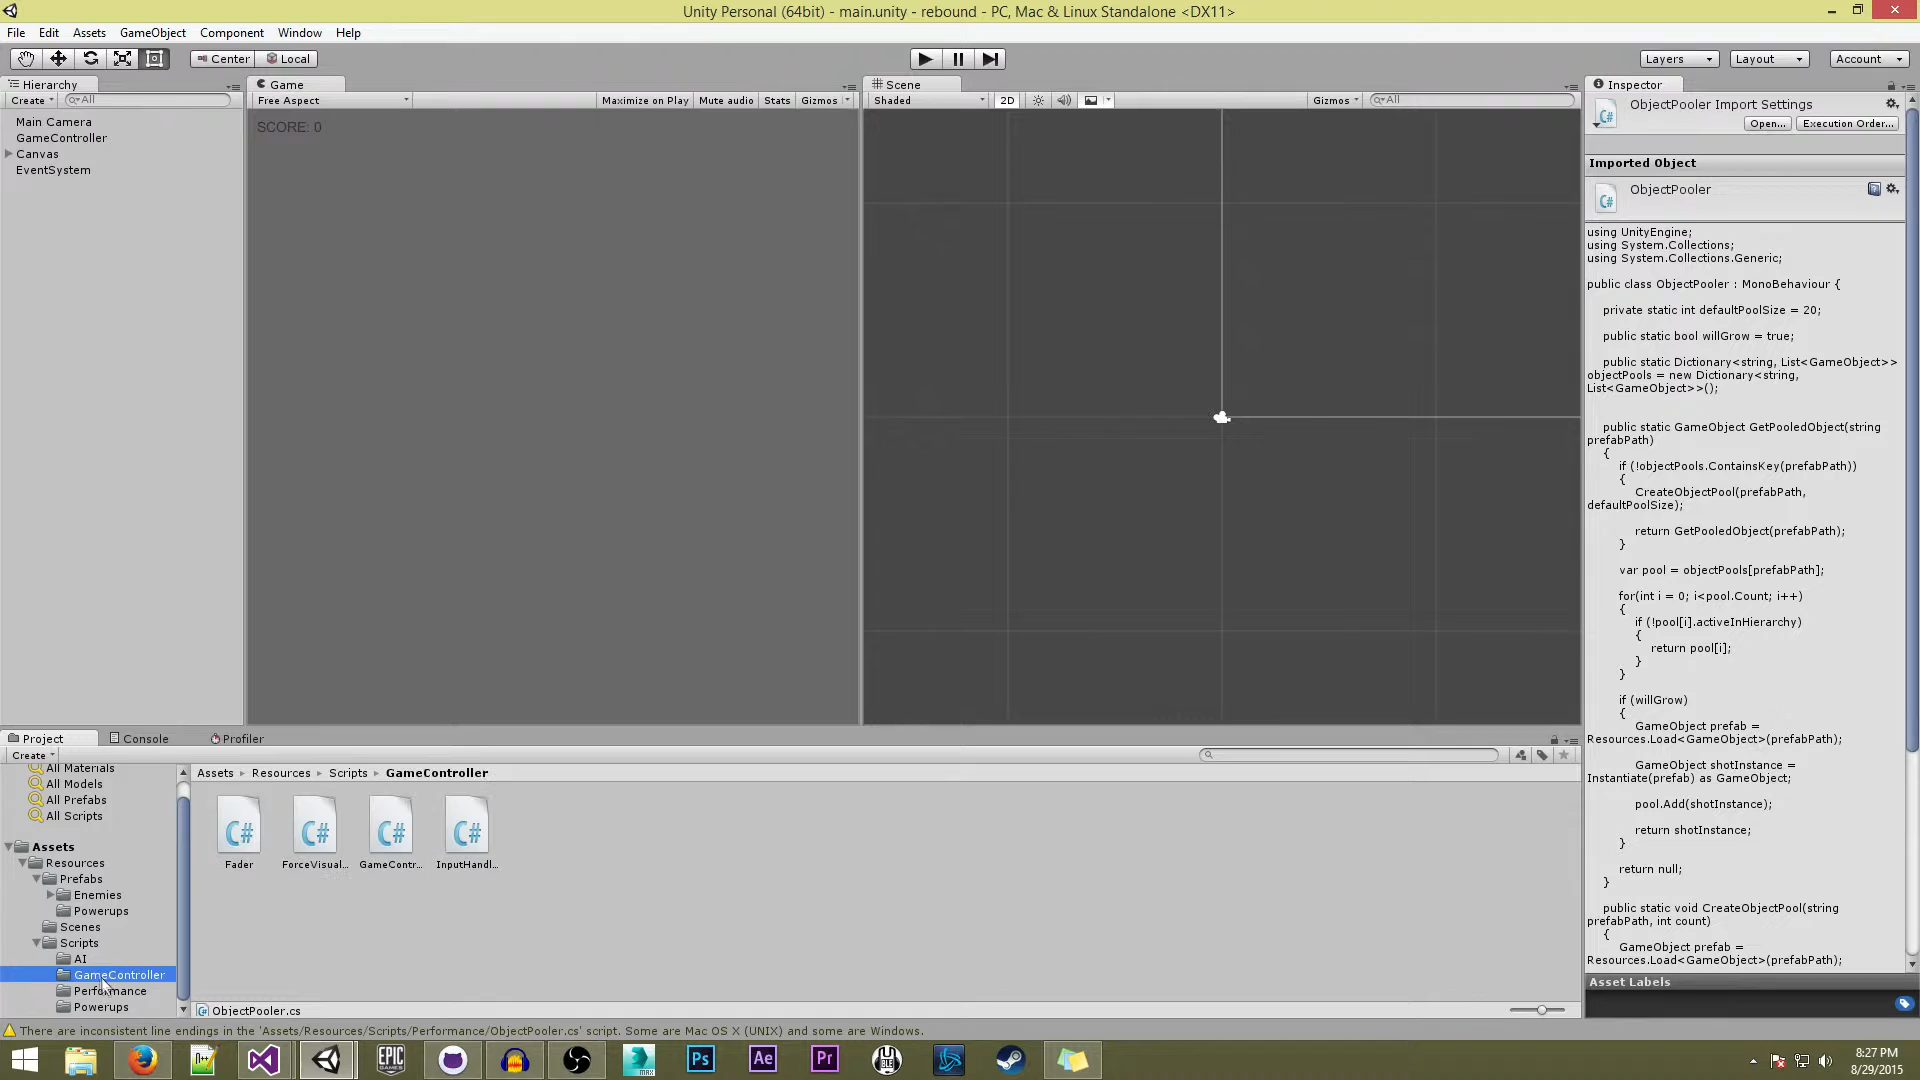 Unity Personal (64bit) - main.unity - rebound - PC, Mac & Linux Standalone <DX11>
File Edit Assets GameObject Component Window Help
Center Local Layers Layout Account
Hierarchy
Create All
Main Camera
GameController
Canvas
EventSystem
Game
Free Aspect Maximize on Play Mute audio Stats Gizmos
SCORE: 0
Scene
Shaded 2D Gizmos All
Inspector
ObjectPooler Import Settings
Open... Execution Order...
Imported Object
ObjectPooler
using UnityEngine;
using System.Collections;
using System.Collections.Generic;
public class ObjectPooler : MonoBehaviour {
private static int defaultPoolSize = 20;
public static bool willGrow = true;
public static Dictionary<string, List<GameObject>>
objectPools = new Dictionary<string,
List<GameObject>>();
public static GameObject GetPooledObject(string
prefabPath)
{
if (!objectPools.ContainsKey(prefabPath))
{
CreateObjectPool(prefabPath,
defaultPoolSize);
return GetPooledObject(prefabPath);
}
var pool = objectPools[prefabPath];
for(int i = 0; i<pool.Count; i++)
{
if (!pool[i].activeInHierarchy)
{
return pool[i];
}
}
if (willGrow)
{
GameObject prefab =
Resources.Load<GameObject>(prefabPath);
GameObject shotInstance =
Instantiate(prefab) as GameObject;
pool.Add(shotInstance);
return shotInstance;
}
return null;
}
public static void CreateObjectPool(string
prefabPath, int count)
{
GameObject prefab =
Resources.Load<GameObject>(prefabPath);
Asset Labels
Project Console Profiler
Create
All Materials
All Models
All Prefabs
All Scripts
Assets
Resources
Prefabs
Enemies
Powerups
Scenes
Scripts
AI
GameController
Performance
Powerups
Assets Resources Scripts GameController
C# C# C# C#
Fader ForceVisual... GameContr... InputHandl...
ObjectPooler.cs
There are inconsistent line endings in the 'Assets/Resources/Scripts/Performance/ObjectPooler.cs' script. Some are Mac OS X (UNIX) and some are Windows.
EPIC GAMES
MAX
Ps
Ae
Pr
8:27 PM
8/29/2015